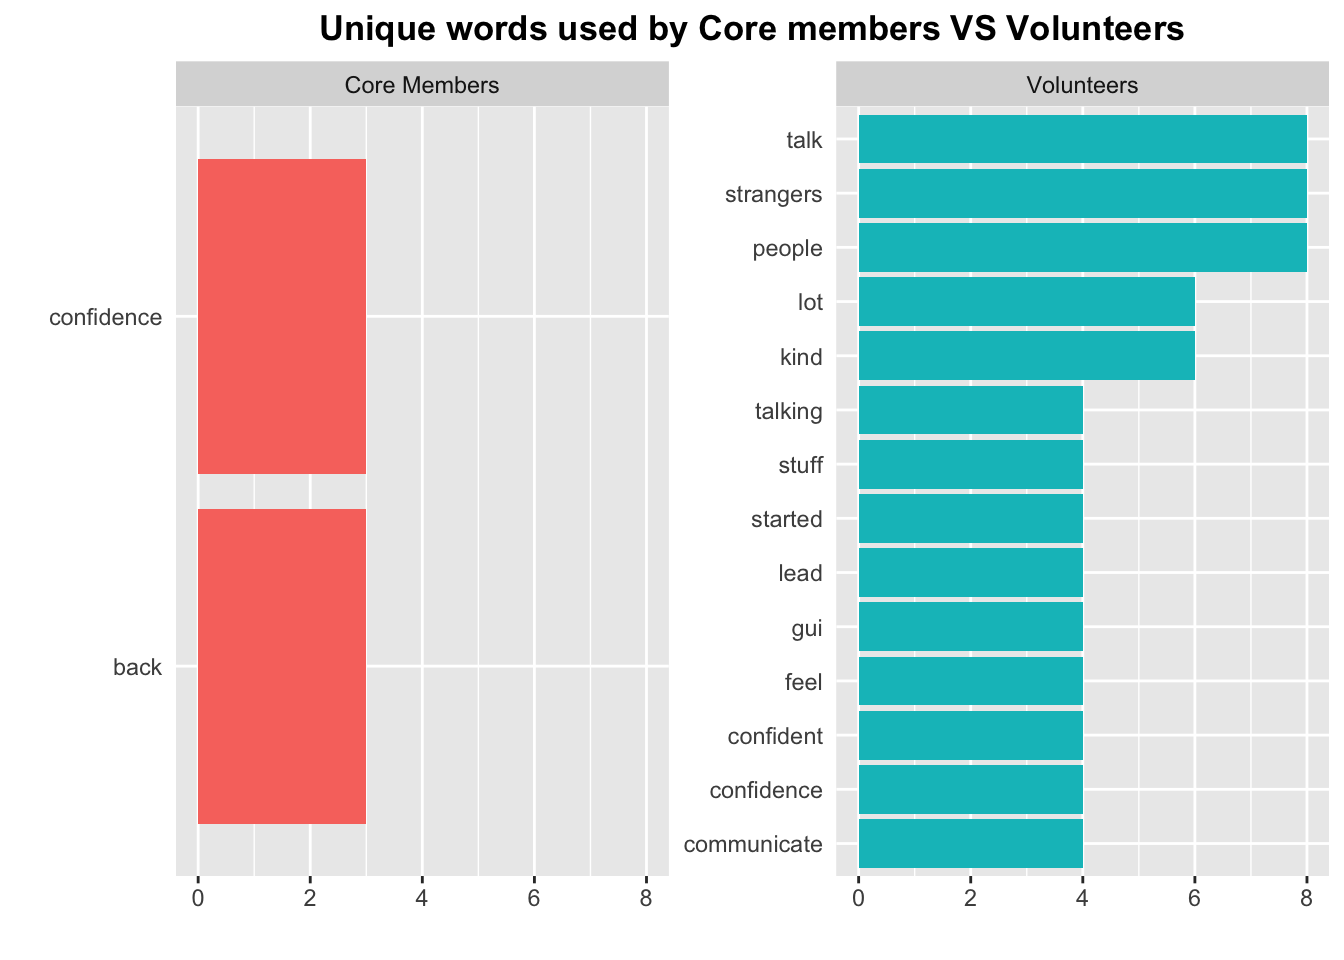 Unique words used by Core members VS Volunteers
Core Members
confidence
back
0 2 4 6 8
Volunteers
talk
strangers
people
lot
kind
talking
stuff
started
lead
gui
feel
confident
confidence
communicate
0 2 4 6 8